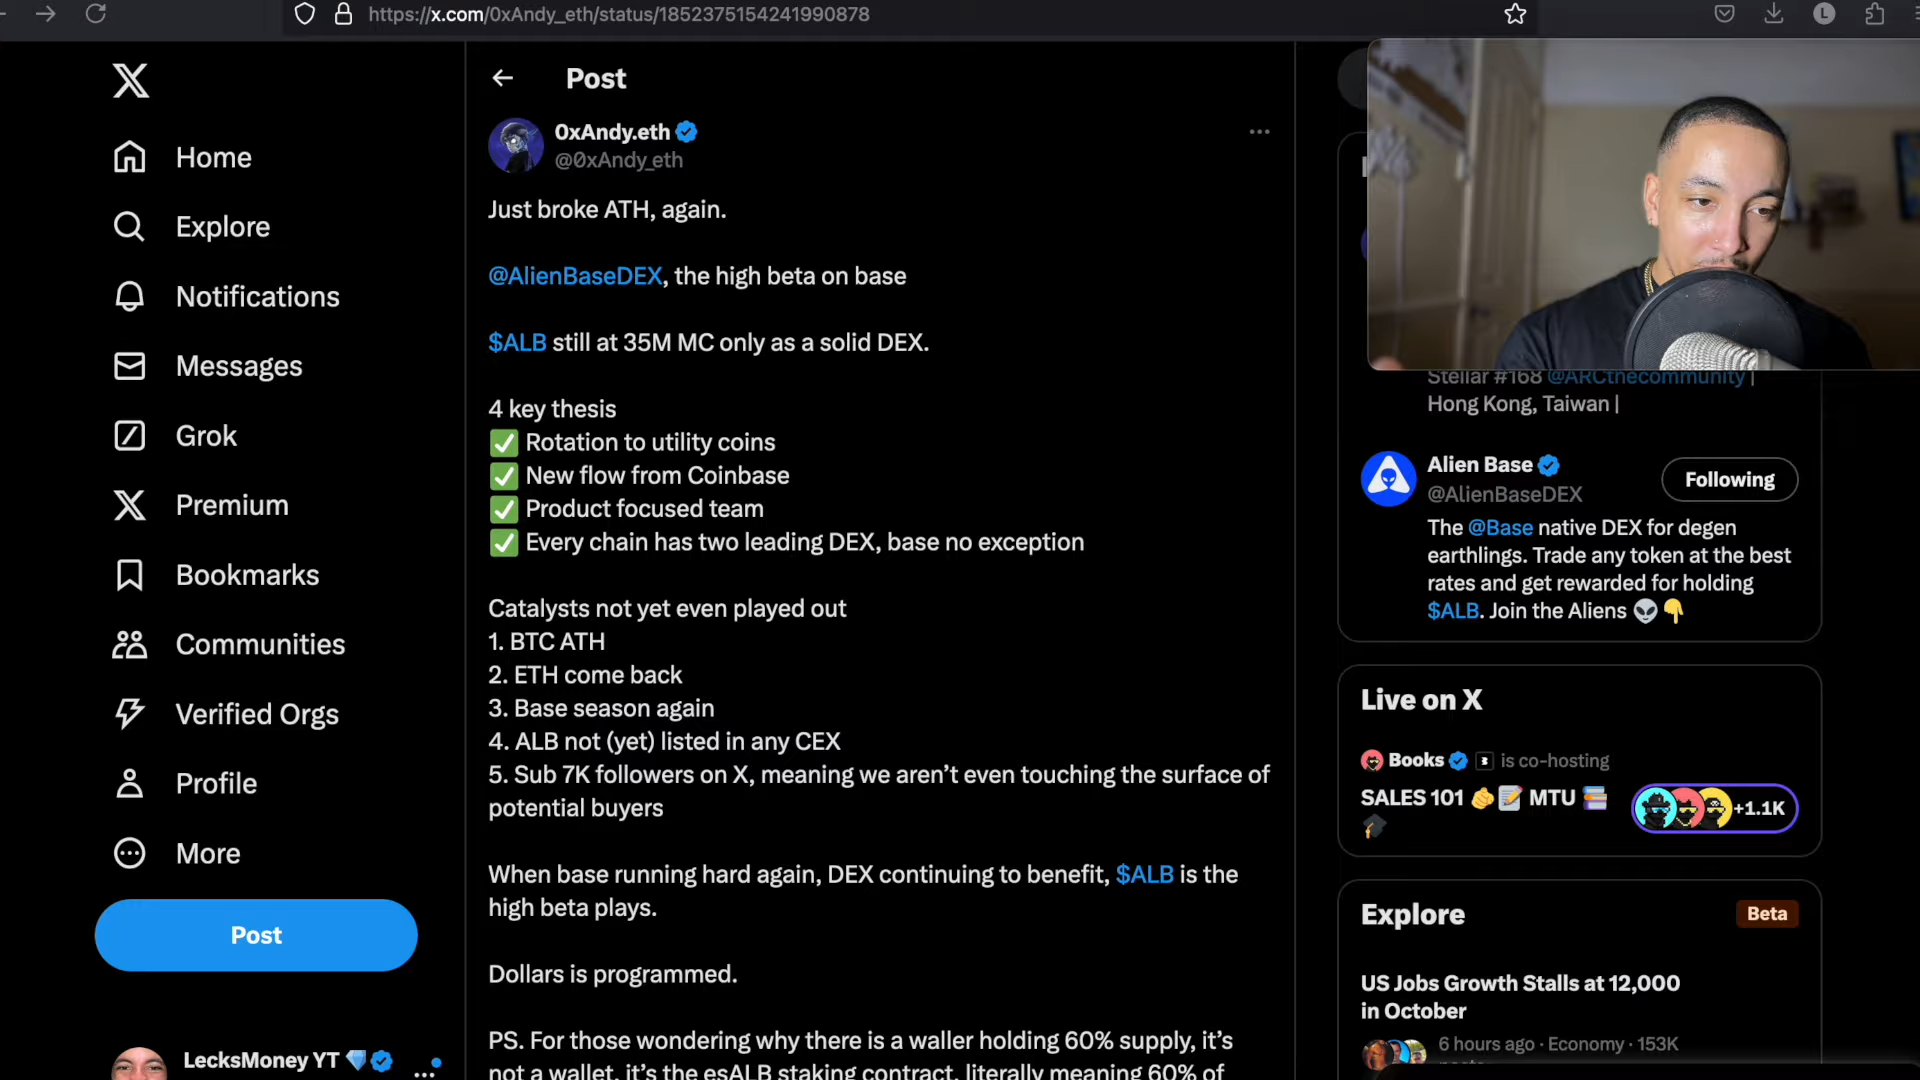 https://x.com/0xAndy_eth/status/1852375154241990878
L
Post
Home
Explore
Notifications
Messages
Grok
Premium
Bookmarks
Communities
Verified Orgs
Profile
More
Post
LecksMoney YT
0xAndy.eth
@0xAndy_eth
Just broke ATH, again.
@AlienBaseDEX, the high beta on base
$ALB still at 35M MC only as a solid DEX.
4 key thesis
✅ Rotation to utility coins
✅ New flow from Coinbase
✅ Product focused team
✅ Every chain has two leading DEX, base no exception
Catalysts not yet even played out
1. BTC ATH
2. ETH come back
3. Base season again
4. ALB not (yet) listed in any CEX
5. Sub 7K followers on X, meaning we aren’t even touching the surface of
potential buyers
When base running hard again, DEX continuing to benefit, $ALB is the
high beta plays.
Dollars is programmed.
PS. For those wondering why there is a waller holding 60% supply, it’s
not a wallet, it’s the esALB staking contract, literally meaning 60% of
Stellar #168 @ARCthecommunity |
Hong Kong, Taiwan |
Alien Base
@AlienBaseDEX
Following
The @Base native DEX for degen
earthlings. Trade any token at the best
rates and get rewarded for holding
$ALB. Join the Aliens 👽👇
Live on X
Books is co-hosting
SALES 101 🫵📝 MTU 📚
🎓
+1.1K
Explore
Beta
US Jobs Growth Stalls at 12,000
in October
6 hours ago · Economy · 153K